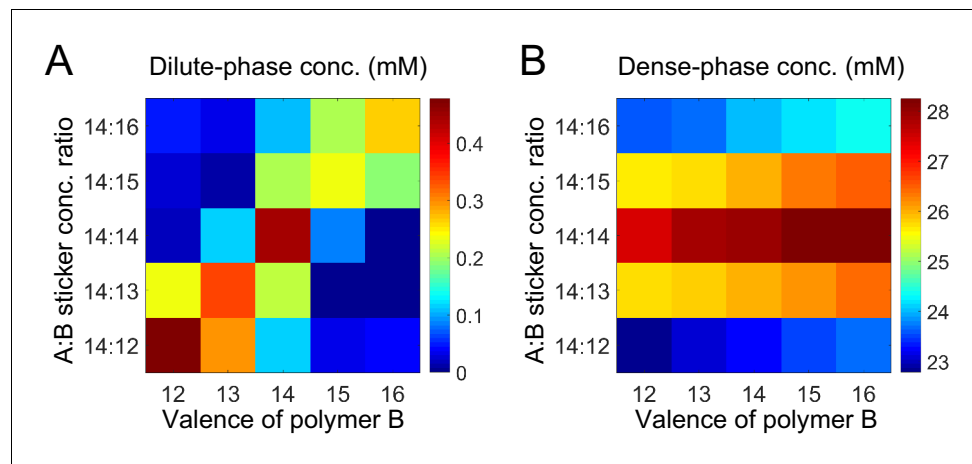 A
Dilute-phase conc. (mM)
A:B sticker conc. ratio
14:16
14:15
14:14
14:13
14:12
12 13 14 15 16
Valence of polymer B
0.4
0.3
0.2
0.1
0
B
Dense-phase conc. (mM)
A:B sticker conc. ratio
14:16
14:15
14:14
14:13
14:12
12 13 14 15 16
Valence of polymer B
28
27
26
25
24
23